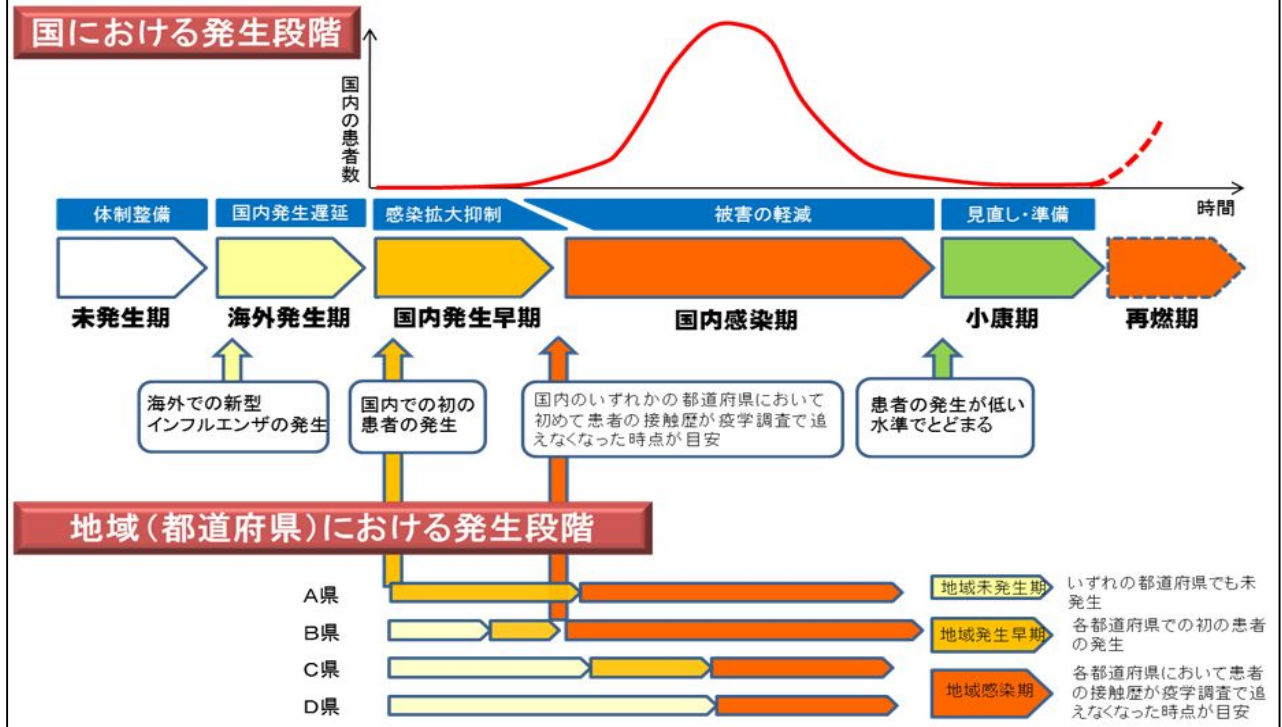 国における発生段階
国内の患者数
時間
体制整備
国内発生遅延
感染拡大抑制
被害の軽減
見直し・準備
未発生期
海外発生期
国内発生早期
国内感染期
小康期
再燃期
海外での新型
インフルエンザの発生
国内での初の
患者の発生
国内のいずれかの都道府県において
初めて患者の接触歴が疫学調査で追
えなくなった時点が目安
患者の発生が低い
水準でとどまる
地域(都道府県)における発生段階
A県
B県
C県
D県
地域未発生期
いずれの都道府県でも未
発生
地域発生早期
各都道府県での初の患者
の発生
地域感染期
各都道府県において患者
の接触歴が疫学調査で追
えなくなった時点が目安